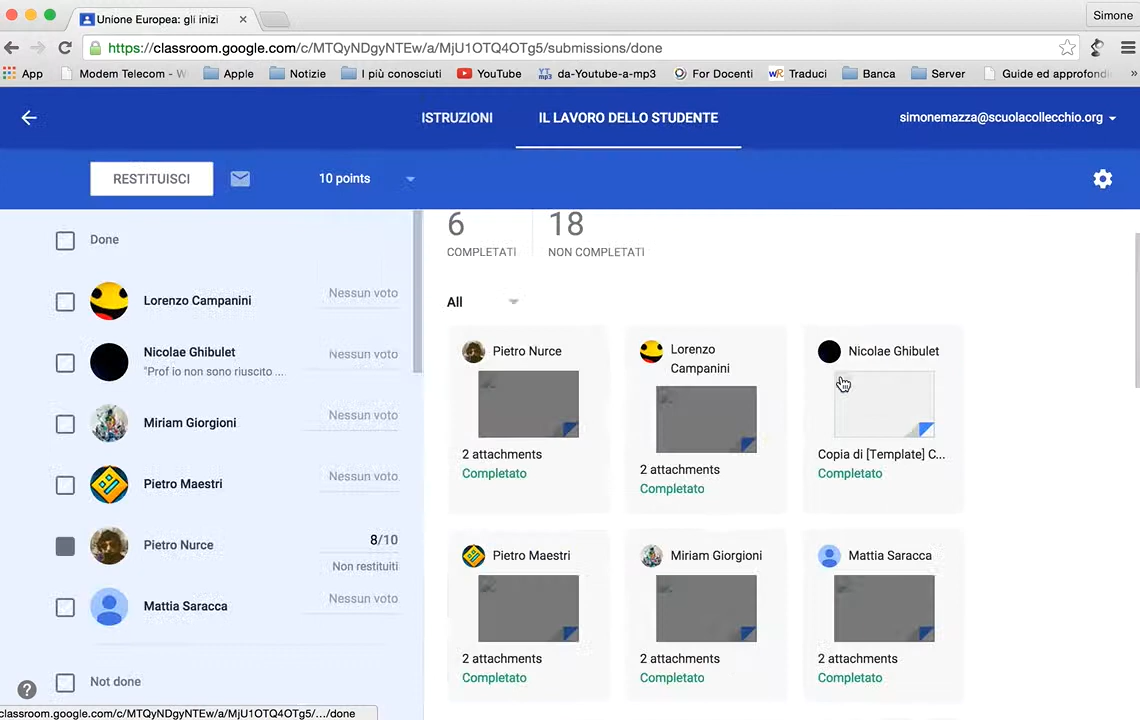 Unione Europea: gli inizi
Simone
https://classroom.google.com/c/MTQyNDgyNTEw/a/MjU1OTQ4OTg5/submissions/done
App
Modem Telecom - W
Apple
Notizie
I più conosciuti
YouTube
da-Youtube-a-mp3
For Docenti
Traduci
Banca
Server
Guide ed approfondi
»
ISTRUZIONI
IL LAVORO DELLO STUDENTE
simonemazza@scuolacollecchio.org
RESTITUISCI
10 points
Done
Lorenzo Campanini
Nessun voto
Nicolae Ghibulet
"Prof io non sono riuscito ...
Nessun voto
Miriam Giorgioni
Nessun voto
Pietro Maestri
Nessun voto
Pietro Nurce
8/10
Non restituiti
Mattia Saracca
Nessun voto
Not done
6
COMPLETATI
18
NON COMPLETATI
All
Pietro Nurce
2 attachments
Completato
Lorenzo
Campanini
2 attachments
Completato
Nicolae Ghibulet
Copia di [Template] C...
Completato
Pietro Maestri
2 attachments
Completato
Miriam Giorgioni
2 attachments
Completato
Mattia Saracca
2 attachments
Completato
classroom.google.com/c/MTQyNDgyNTEw/a/MjU1OTQ4OTg5/.../done